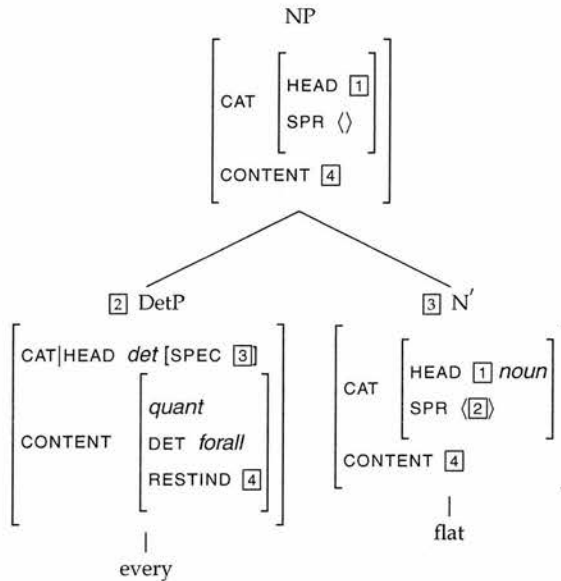 NP
CAT HEAD 1
SPR ⟨⟩
CONTENT 4
2 DetP
CAT|HEAD det [SPEC 3]
CONTENT quant
DET forall
RESTIND 4
every
3 N′
CAT HEAD 1 noun
SPR ⟨2⟩
CONTENT 4
flat